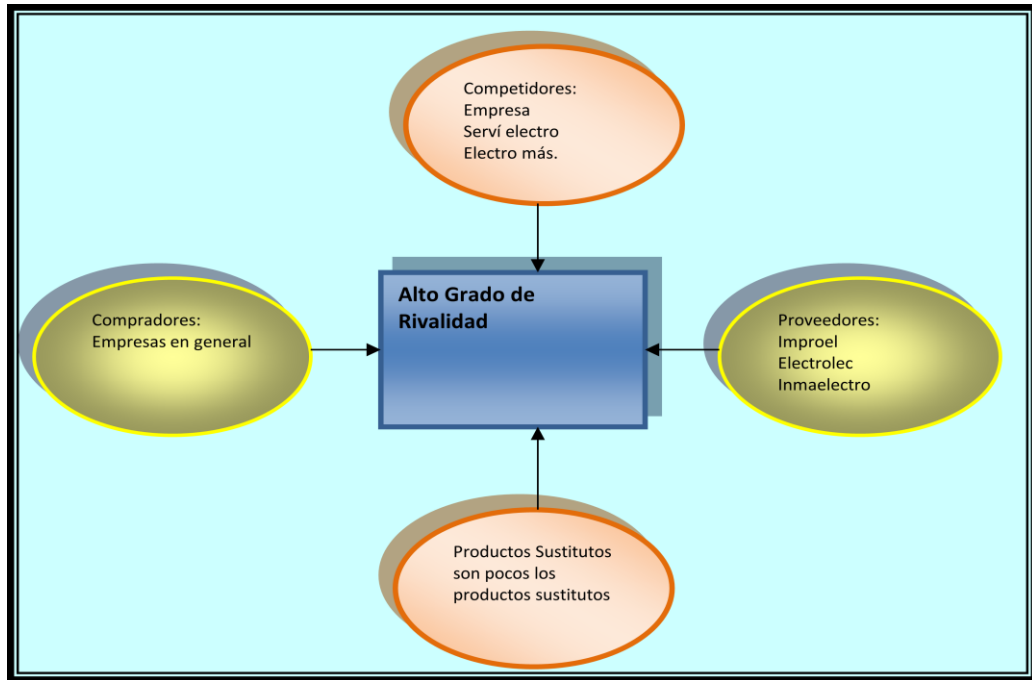 Competidores:
Empresa
Serví electro
Electro más.
Alto Grado de
Rivalidad
Compradores:
Empresas en general
Proveedores:
Improel
Electrolec
Inmaelectro
Productos Sustitutos
son pocos los
productos sustitutos